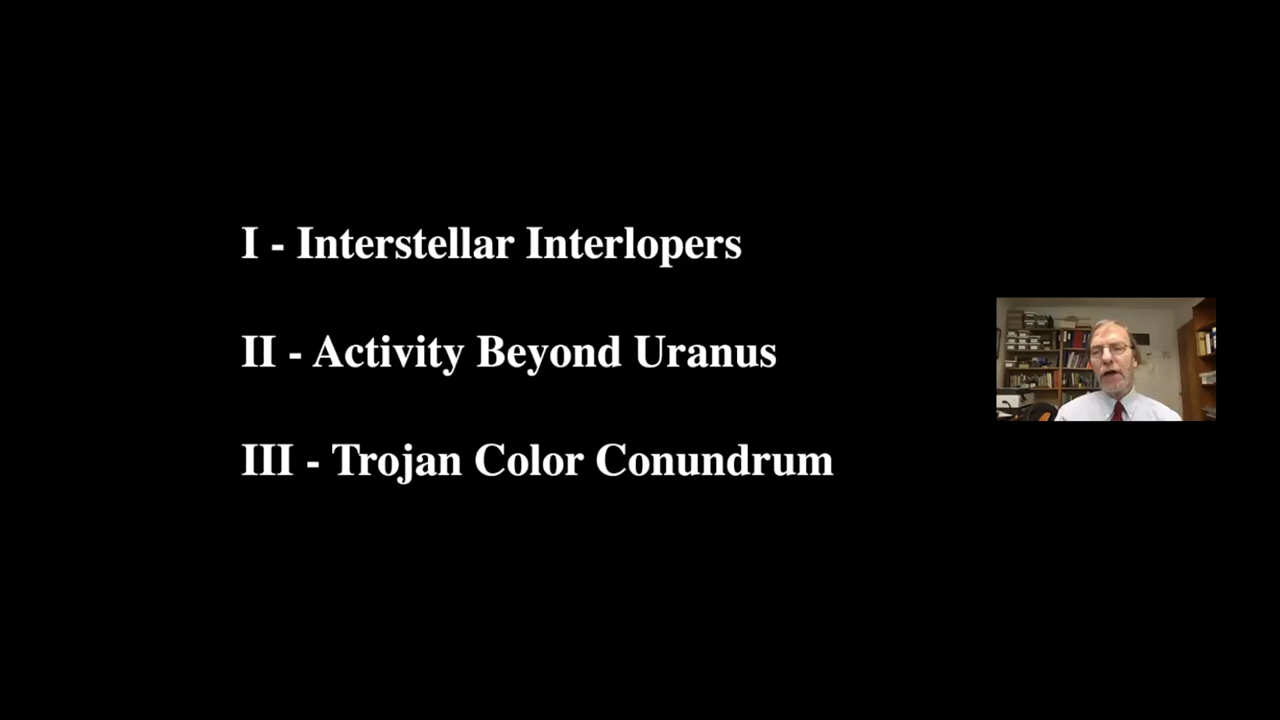 I - Interstellar Interlopers
II - Activity Beyond Uranus
III - Trojan Color Conundrum